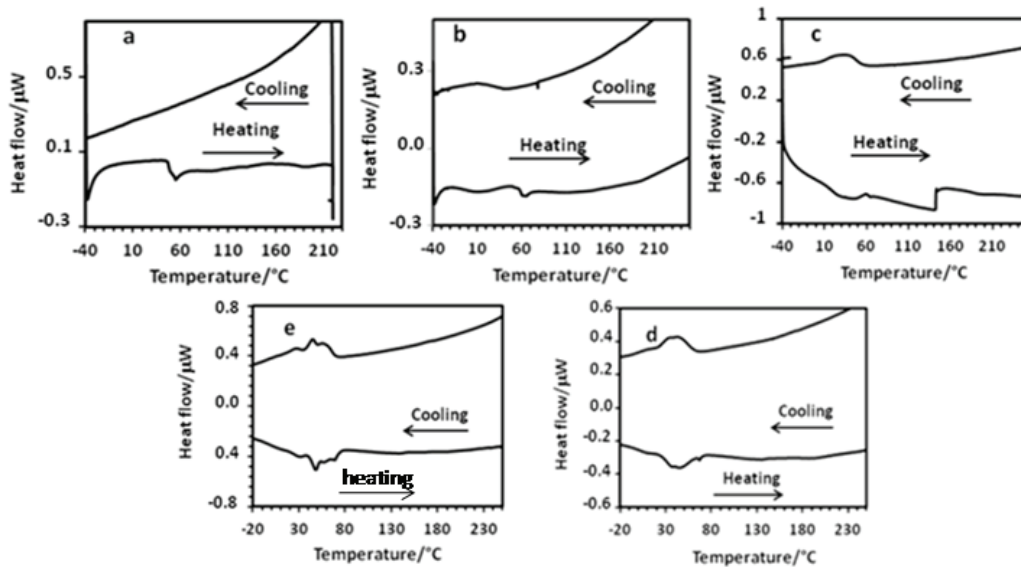 a
Heat flow/µW
0.5
0.1
-0.3
Cooling
Heating
-40 10 60 110 160 210
Temperature/°C
b
Heat flow/µW
0.3
0.0
-0.3
Cooling
Heating
-40 10 60 110 160 210
Temperature/°C
c
Heat flow/µW
1
0.6
0.2
-0.2
-0.6
-1
Cooling
Heating
-40 10 60 110 160 210
Temperature/°C
e
Heat flow/µW
0.8
0.4
0.0
0.4
-0.8
Cooling
heating
-20 30 80 130 180 230
Temperature/°C
d
Heat flow/µW
0.6
0.4
0.2
0.0
-0.2
-0.4
-0.6
Cooling
Heating
-20 30 80 130 180 230
Temperature/°C